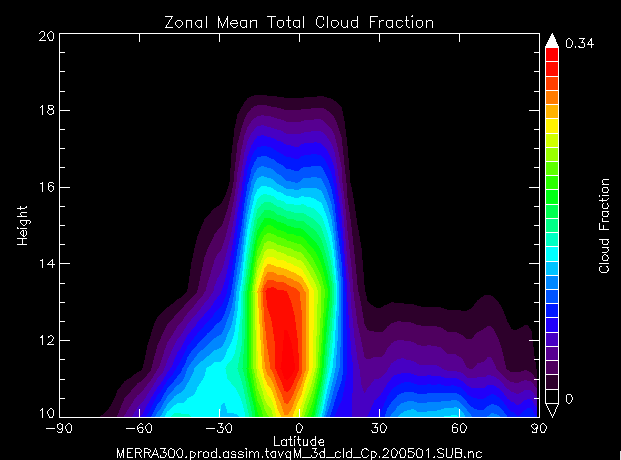 Zonal Mean Total Cloud Fraction
20
18
16
14
12
10
Height
-90 -60 -30 0 30 60 90
Latitude
0.34
Cloud Fraction
0
MERRA300.prod.assim.tavgM_3d_cld_Cp.200501.SUB.nc